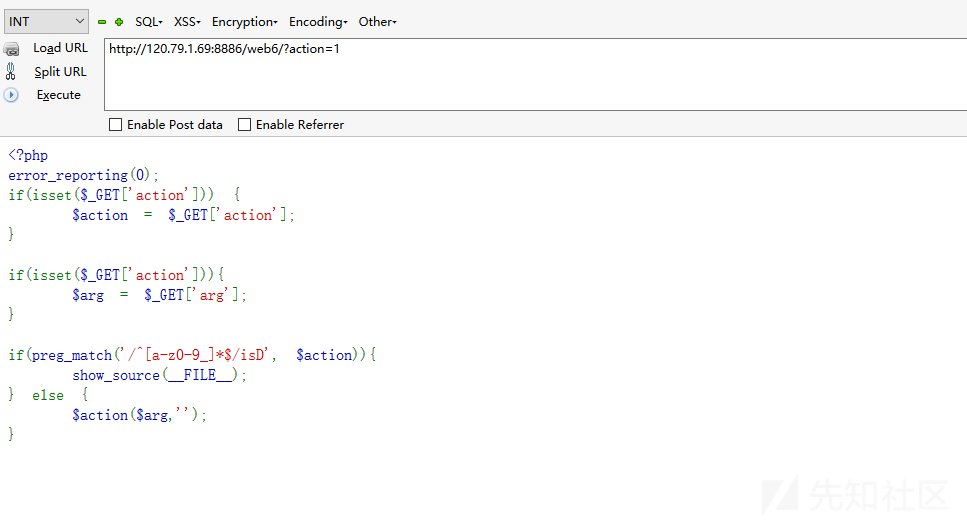 INT SQL▾ XSS▾ Encryption▾ Encoding▾ Other▾
Load URL
http://120.79.1.69:8886/web6/?action=1
Split URL
Execute
Enable Post data Enable Referrer
<?php
error_reporting(0);
if(isset($_GET['action'])) {
$action = $_GET['action'];
}
if(isset($_GET['action'])){
$arg = $_GET['arg'];
}
if(preg_match('/^[a-z0-9_]*$/isD', $action)){
show_source(__FILE__);
} else {
$action($arg,'');
}
先知社区